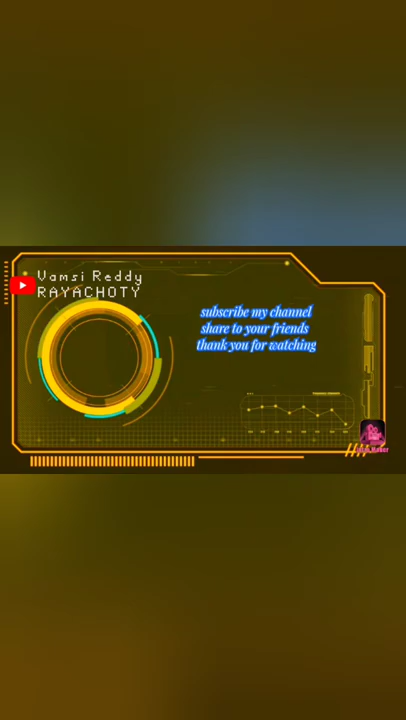 Vamsi Reddy
RAYACHOTY
subscribe my channel
share to your friends
thank you for watching